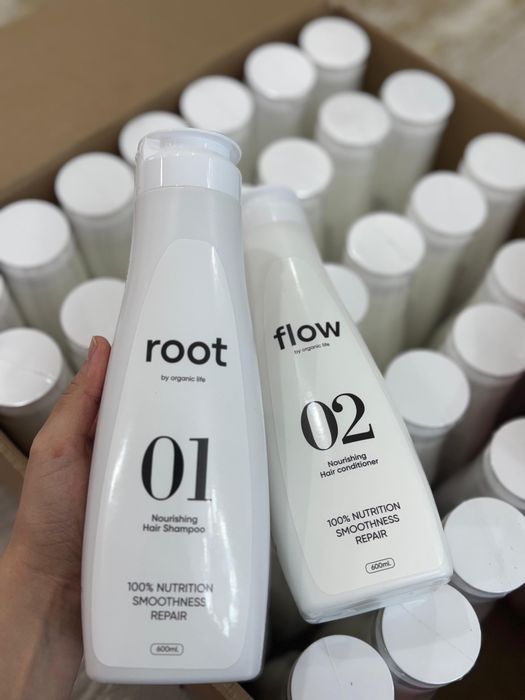 root
by organic life
01
Nourishing
Hair Shampoo
100% NUTRITION
SMOOTHNESS
REPAIR
600mL
flow
by organic life
02
Nourishing
Hair conditioner
100% NUTRITION
SMOOTHNESS
REPAIR
600mL